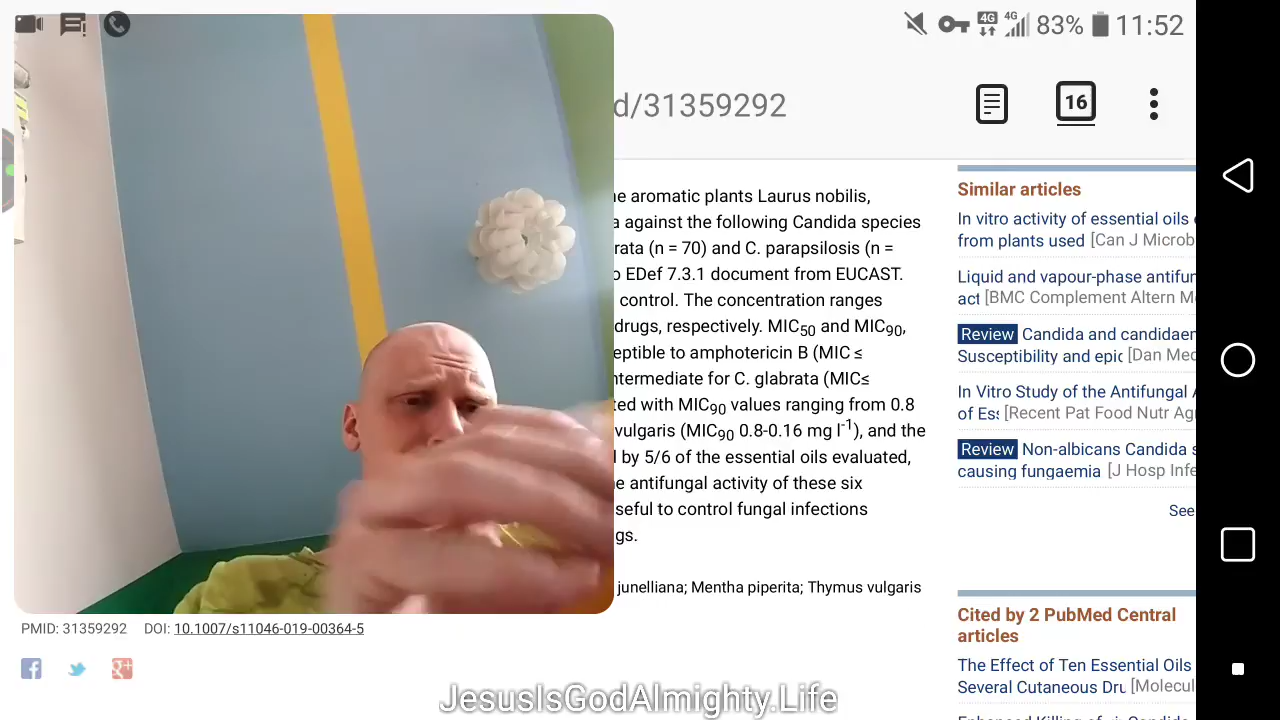 83% 11:52
4G 4G
d/31359292
16
e aromatic plants Laurus nobilis,
a against the following Candida species
rata (n = 70) and C. parapsilosis (n =
o EDef 7.3.1 document from EUCAST.
control. The concentration ranges
drugs, respectively. MIC50 and MIC90,
eptible to amphotericin B (MIC ≤
ntermediate for C. glabrata (MIC≤
ted with MIC90 values ranging from 0.8
vulgaris (MIC90 0.8-0.16 mg l-1), and the
l by 5/6 of the essential oils evaluated,
e antifungal activity of these six
seful to control fungal infections
gs.
junelliana; Mentha piperita; Thymus vulgaris
PMID: 31359292 DOI: 10.1007/s11046-019-00364-5
Similar articles
In vitro activity of essential oils
from plants used [Can J Microb
Liquid and vapour-phase antifun
act [BMC Complement Altern M
Review Candida and candidaen
Susceptibility and epic [Dan Med
In Vitro Study of the Antifungal A
of Ess [Recent Pat Food Nutr Ag
Review Non-albicans Candida s
causing fungaemia [J Hosp Infe
See
Cited by 2 PubMed Central
articles
The Effect of Ten Essential Oils
Several Cutaneous Dru [Molecul
JesusIsGodAlmighty.Life